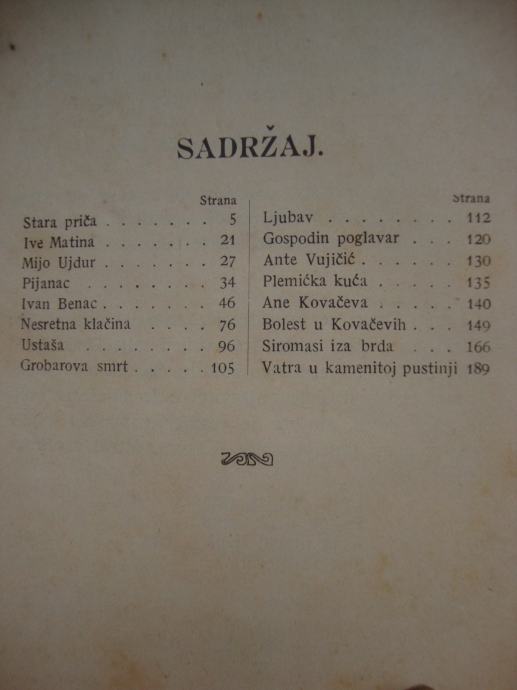 SADRŽAJ.
Strana
Stara priča . . . . . . . 5
Ive Matina . . . . . . 21
Mijo Ujdur . . . . . . 27
Pijanac . . . . . . . 34
Ivan Benac . . . . . . 46
Nesretna klačina . . . . 76
Ustaša . . . . . . . 96
Grobarova smrt . . . . . 105
Strana
Ljubav . . . . . . . 112
Gospodin poglavar . . . 120
Ante Vujičić . . . . . . 130
Plemićka kuća . . . . . 135
Ane Kovačeva . . . . . 140
Bolest u Kovačevih . . . 149
Siromasi iza brda . . . 166
Vatra u kamenitoj pustinji 189